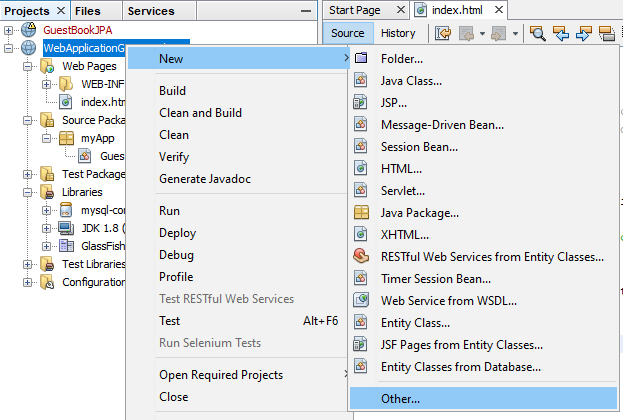 Projects
Files
Services
GuestBookJPA
WebApplicationG
Web Pages
WEB-INF
index.ht
Source Packa
myApp
Gues
Test Package
Libraries
mysql-con
JDK 1.8 (
GlassFish
Test Libraries
Configuration
New
Build
Clean and Build
Clean
Verify
Generate Javadoc
Run
Deploy
Debug
Profile
Test RESTful Web Services
Test Alt+F6
Run Selenium Tests
Open Required Projects
Close
Start Page
index.html
Source
History
Folder...
Java Class...
JSP...
Message-Driven Bean...
Session Bean...
HTML...
Servlet...
Java Package...
XHTML...
RESTful Web Services from Entity Classes...
Timer Session Bean...
Web Service from WSDL...
Entity Class...
JSF Pages from Entity Classes...
Entity Classes from Database...
Other...